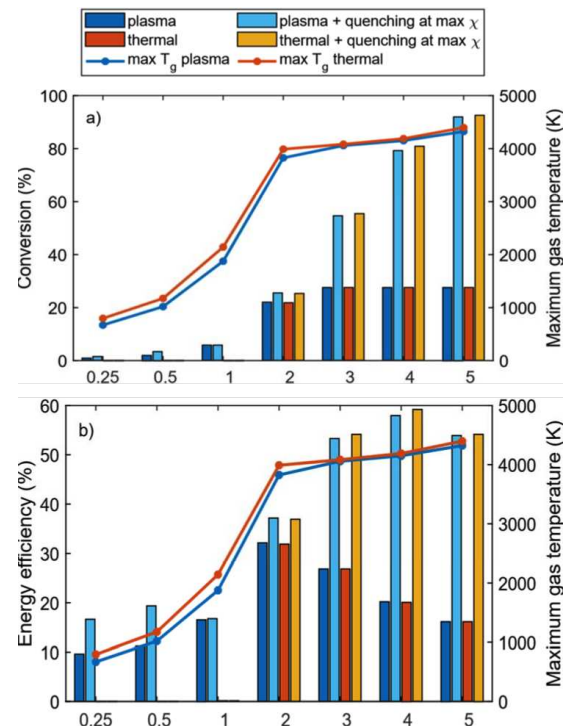 plasma
plasma + quenching at max χ
thermal
thermal + quenching at max χ
max Tg plasma
max Tg thermal
a)
100
80
60
40
20
0
Conversion (%)
5000
4000
3000
2000
1000
0
Maximum gas temperature (K)
0.25 0.5 1 2 3 4 5
b)
60
50
40
30
20
10
0
Energy efficiency (%)
5000
4000
3000
2000
1000
0
Maximum gas temperature (K)
0.25 0.5 1 2 3 4 5